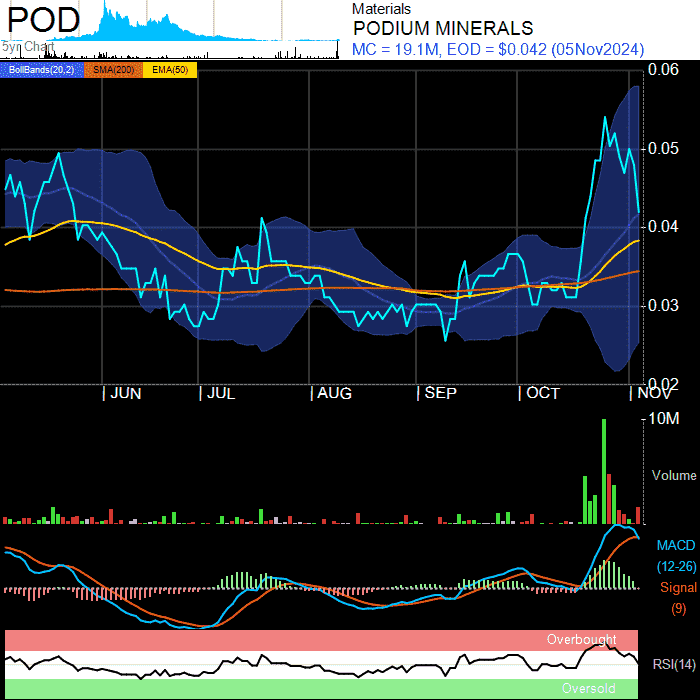 POD
5yr Chart
Materials
PODIUM MINERALS
MC = 19.1M, EOD = $0.042 (05Nov2024)
BollBands(20,2) SMA(200) EMA(50)
0.06
0.05
0.04
0.03
0.02
JUN JUL AUG SEP OCT NOV
10M
Volume
MACD
(12-26)
Signal
(9)
Overbought
RSI(14)
Oversold